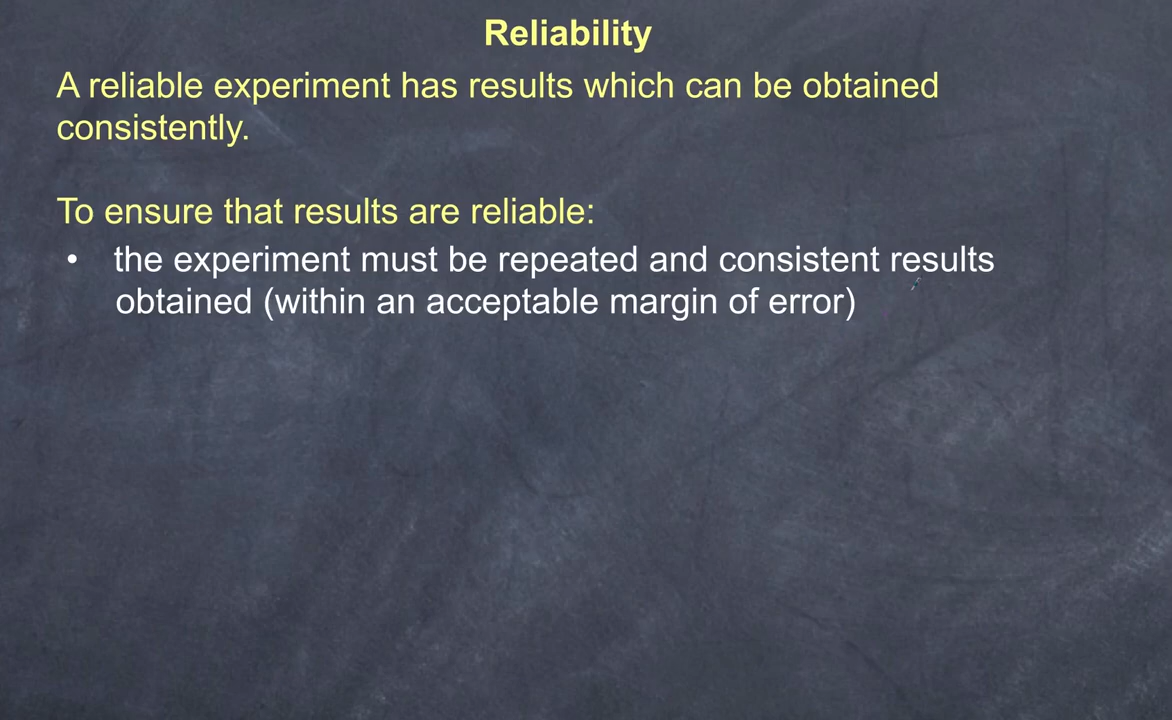 Reliability
A reliable experiment has results which can be obtained
consistently.
To ensure that results are reliable:
• the experiment must be repeated and consistent results
obtained (within an acceptable margin of error)